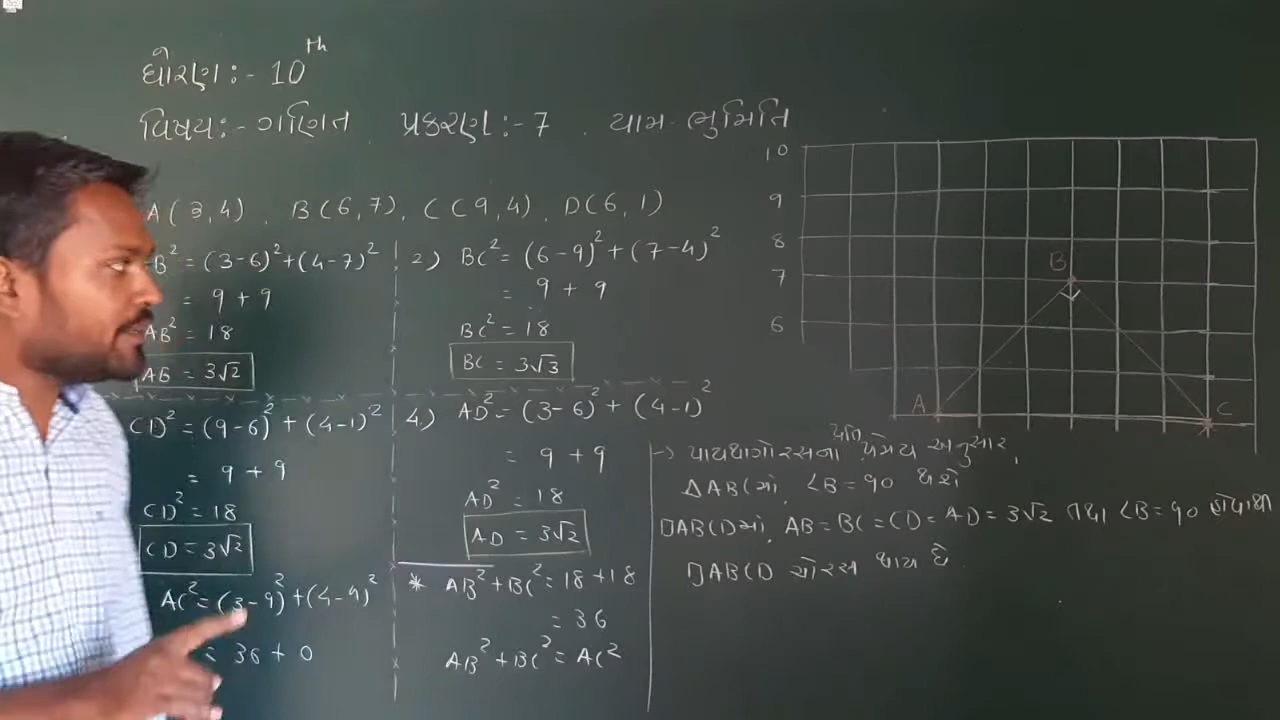 ધોરણ:- 10th
વિષય:- ગણિત પ્રકરણ:- 7 યામ ભુમિતિ
A(3,4), B(6,7), C(9,4), D(6,1)
B² = (3-6)² + (4-7)²
= 9 + 9
AB² = 18
AB = 3√2
2) BC² = (6-9)² + (7-4)²
= 9 + 9
BC² = 18
BC = 3√3
CD² = (9-6)² + (4-1)²
= 9 + 9
CD² = 18
CD = 3√2
4) AD² = (3-6)² + (4-1)²
= 9 + 9
AD² = 18
AD = 3√2
AC² = (3-9)² + (4-4)²
= 36 + 0
* AB² + BC² = 18 + 18
= 36
AB² + BC² = AC²
10
9
8
7
6
B
A
C
→ પાયથાગોરસના પ્રતિ પ્રમેય અનુસાર,
△ABCમાં, ∠B = 90 થશે
□ABCDમાં, AB = BC = CD = AD = 3√2 તથા ∠B = 90 હોવાથી
□ABCD ચોરસ થાય છે